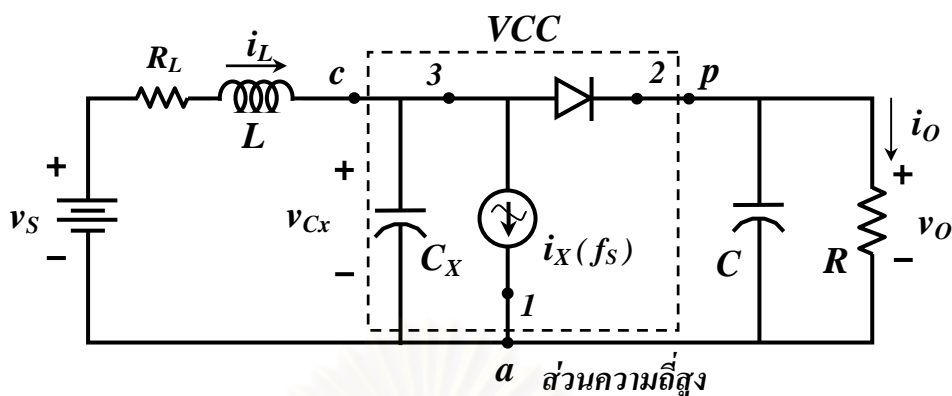 VCC
R_L
i_L
L
c
3
2
p
i_O
+
v_S
−
+
v_Cx
−
C_X
i_X(f_S)
1
C
R
+
v_O
−
a
ส่วนความถี่สูง